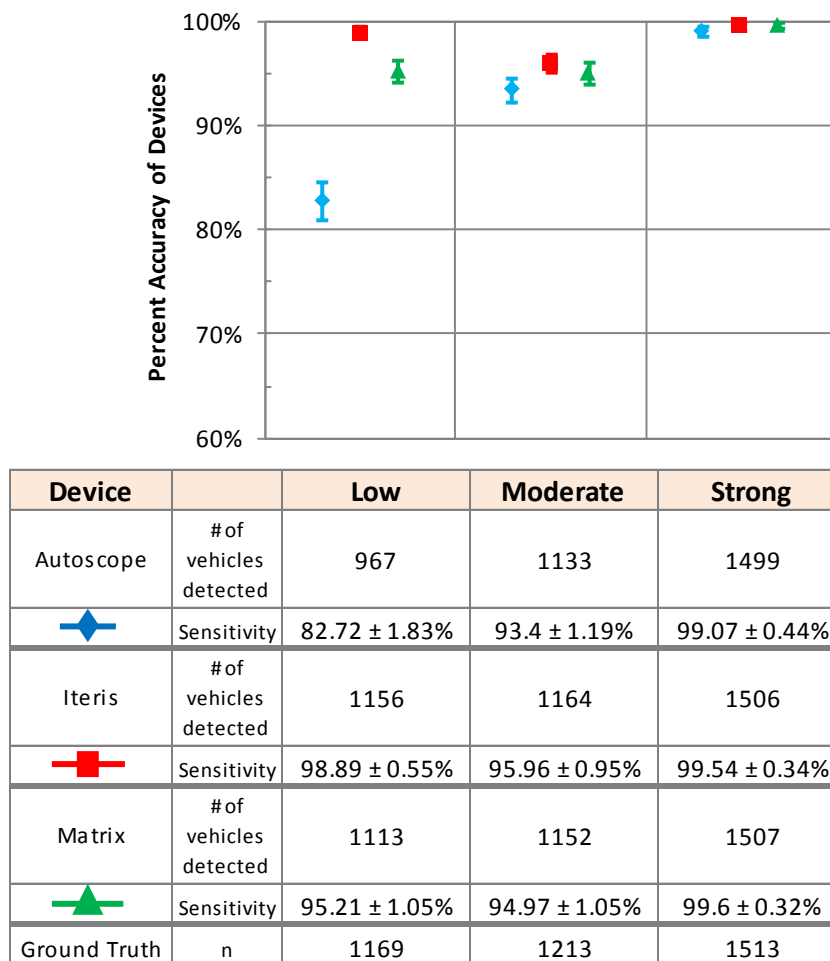 100%
90%
80%
70%
60%
Percent Accuracy of Devices
Device Low Moderate Strong
Autoscope # of vehicles detected 967 1133 1499
Sensitivity 82.72 ± 1.83% 93.4 ± 1.19% 99.07 ± 0.44%
Iteris # of vehicles detected 1156 1164 1506
Sensitivity 98.89 ± 0.55% 95.96 ± 0.95% 99.54 ± 0.34%
Matrix # of vehicles detected 1113 1152 1507
Sensitivity 95.21 ± 1.05% 94.97 ± 1.05% 99.6 ± 0.32%
Ground Truth n 1169 1213 1513